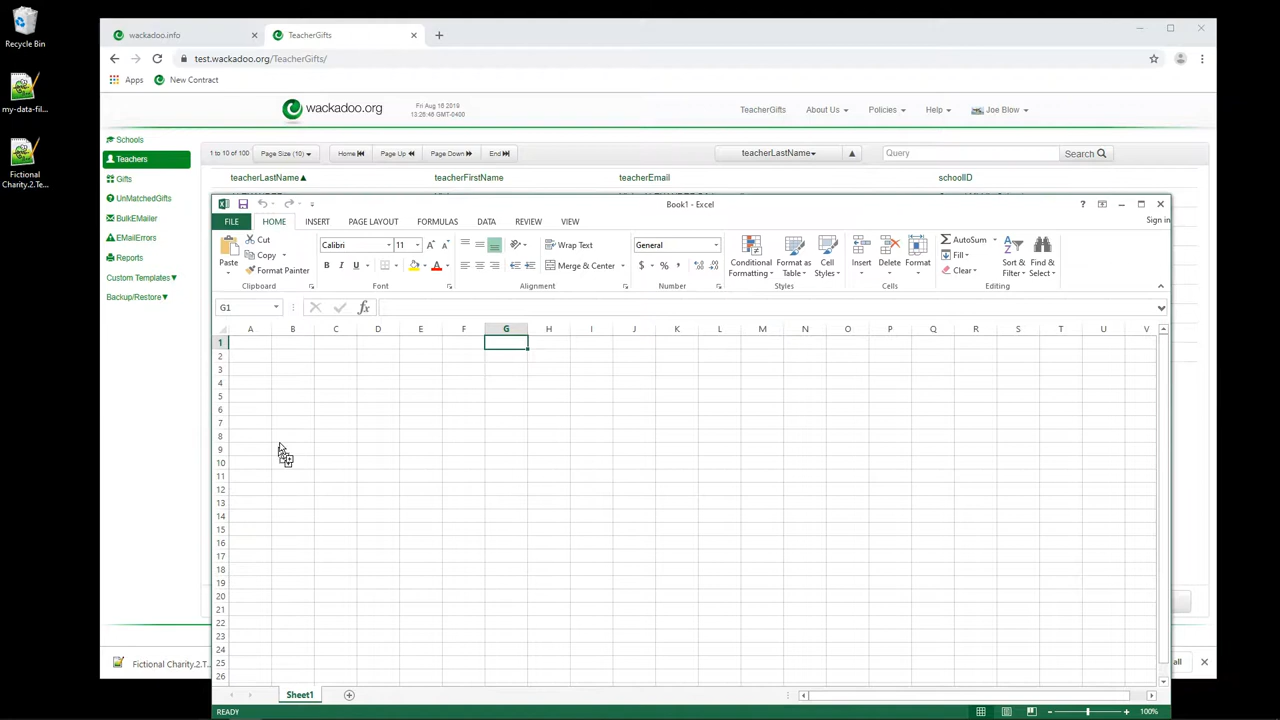 Recycle Bin
my-data-fil...
Fictional
Charity.2.Te...
wackadoo.info
TeacherGifts
test.wackadoo.org/TeacherGifts/
Apps
New Contract
wackadoo.org
Fri Aug 16 2019
13:28:46 GMT-0400
TeacherGifts
About Us
Policies
Help
Joe Blow
Schools
Teachers
Gifts
UnMatchedGifts
BulkEMailer
EMailErrors
Reports
Custom Templates
Backup/Restore
1 to 10 of 100
Page Size (10)
Home
Page Up
Page Down
End
teacherLastName
Query
Search
teacherLastName
teacherFirstName
teacherEmail
schoolID
Book1 - Excel
?
Sign in
FILE
HOME
INSERT
PAGE LAYOUT
FORMULAS
DATA
REVIEW
VIEW
Paste
Cut
Copy
Format Painter
Clipboard
Calibri
11
B I U
Font
Wrap Text
Merge & Center
Alignment
General
$ % ,
Number
Conditional
Formatting
Format as
Table
Cell
Styles
Styles
Insert
Delete
Format
Cells
AutoSum
Fill
Clear
Sort &
Filter
Find &
Select
Editing
G1
fx
A B C D E F G H I J K L M N O P Q R S T U V
1
2
3
4
5
6
7
8
9
10
11
12
13
14
15
16
17
18
19
20
21
22
23
24
25
26
Fictional Charity.2.T...
all
Sheet1
READY
100%